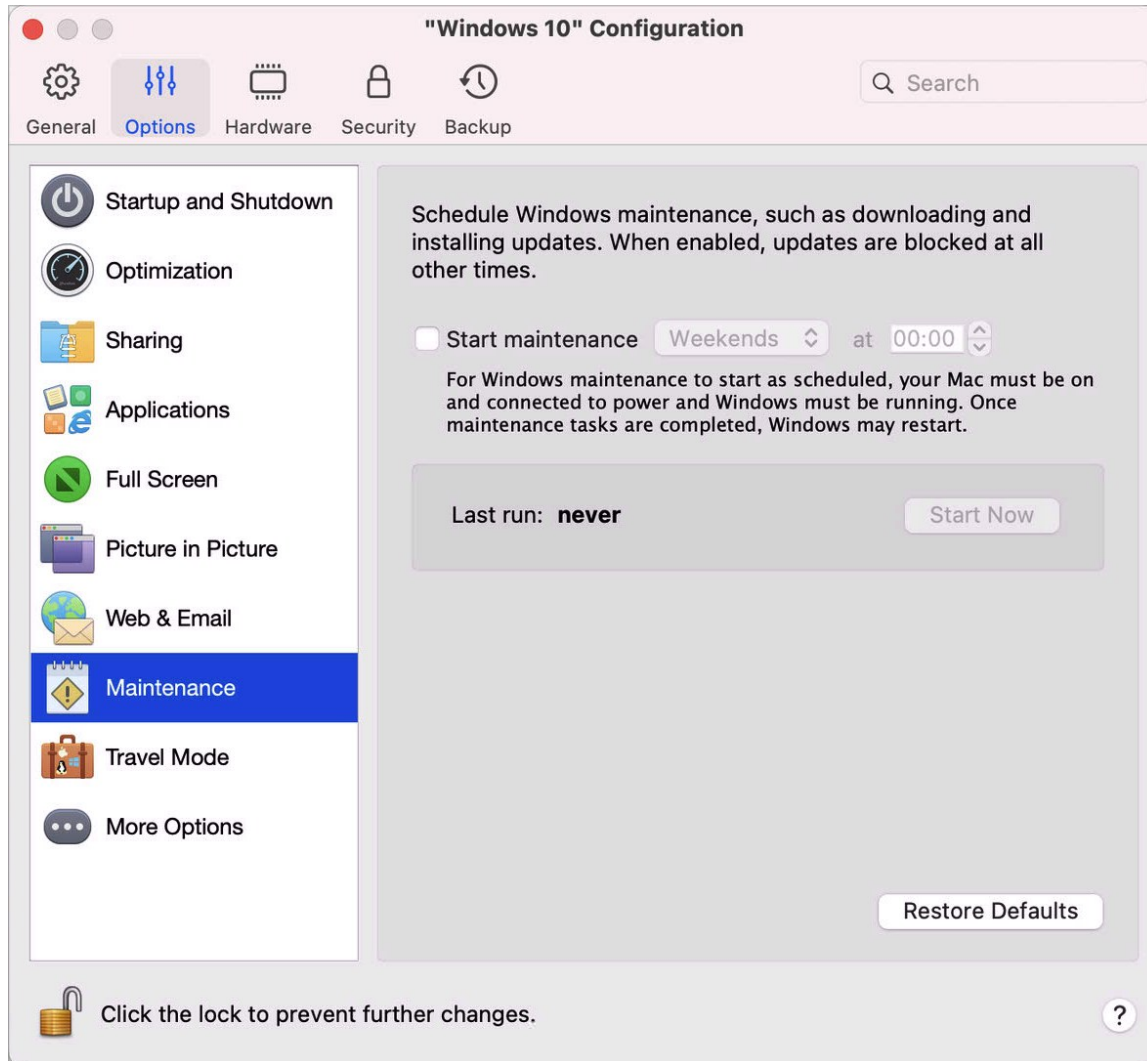 "Windows 10" Configuration
General
Options
Hardware
Security
Backup
Search
Startup and Shutdown
Optimization
Sharing
Applications
Full Screen
Picture in Picture
Web & Email
Maintenance
Travel Mode
More Options
Schedule Windows maintenance, such as downloading and
installing updates. When enabled, updates are blocked at all
other times.
Start maintenance Weekends at 00:00
For Windows maintenance to start as scheduled, your Mac must be on
and connected to power and Windows must be running. Once
maintenance tasks are completed, Windows may restart.
Last run: never Start Now
Restore Defaults
Click the lock to prevent further changes.
?